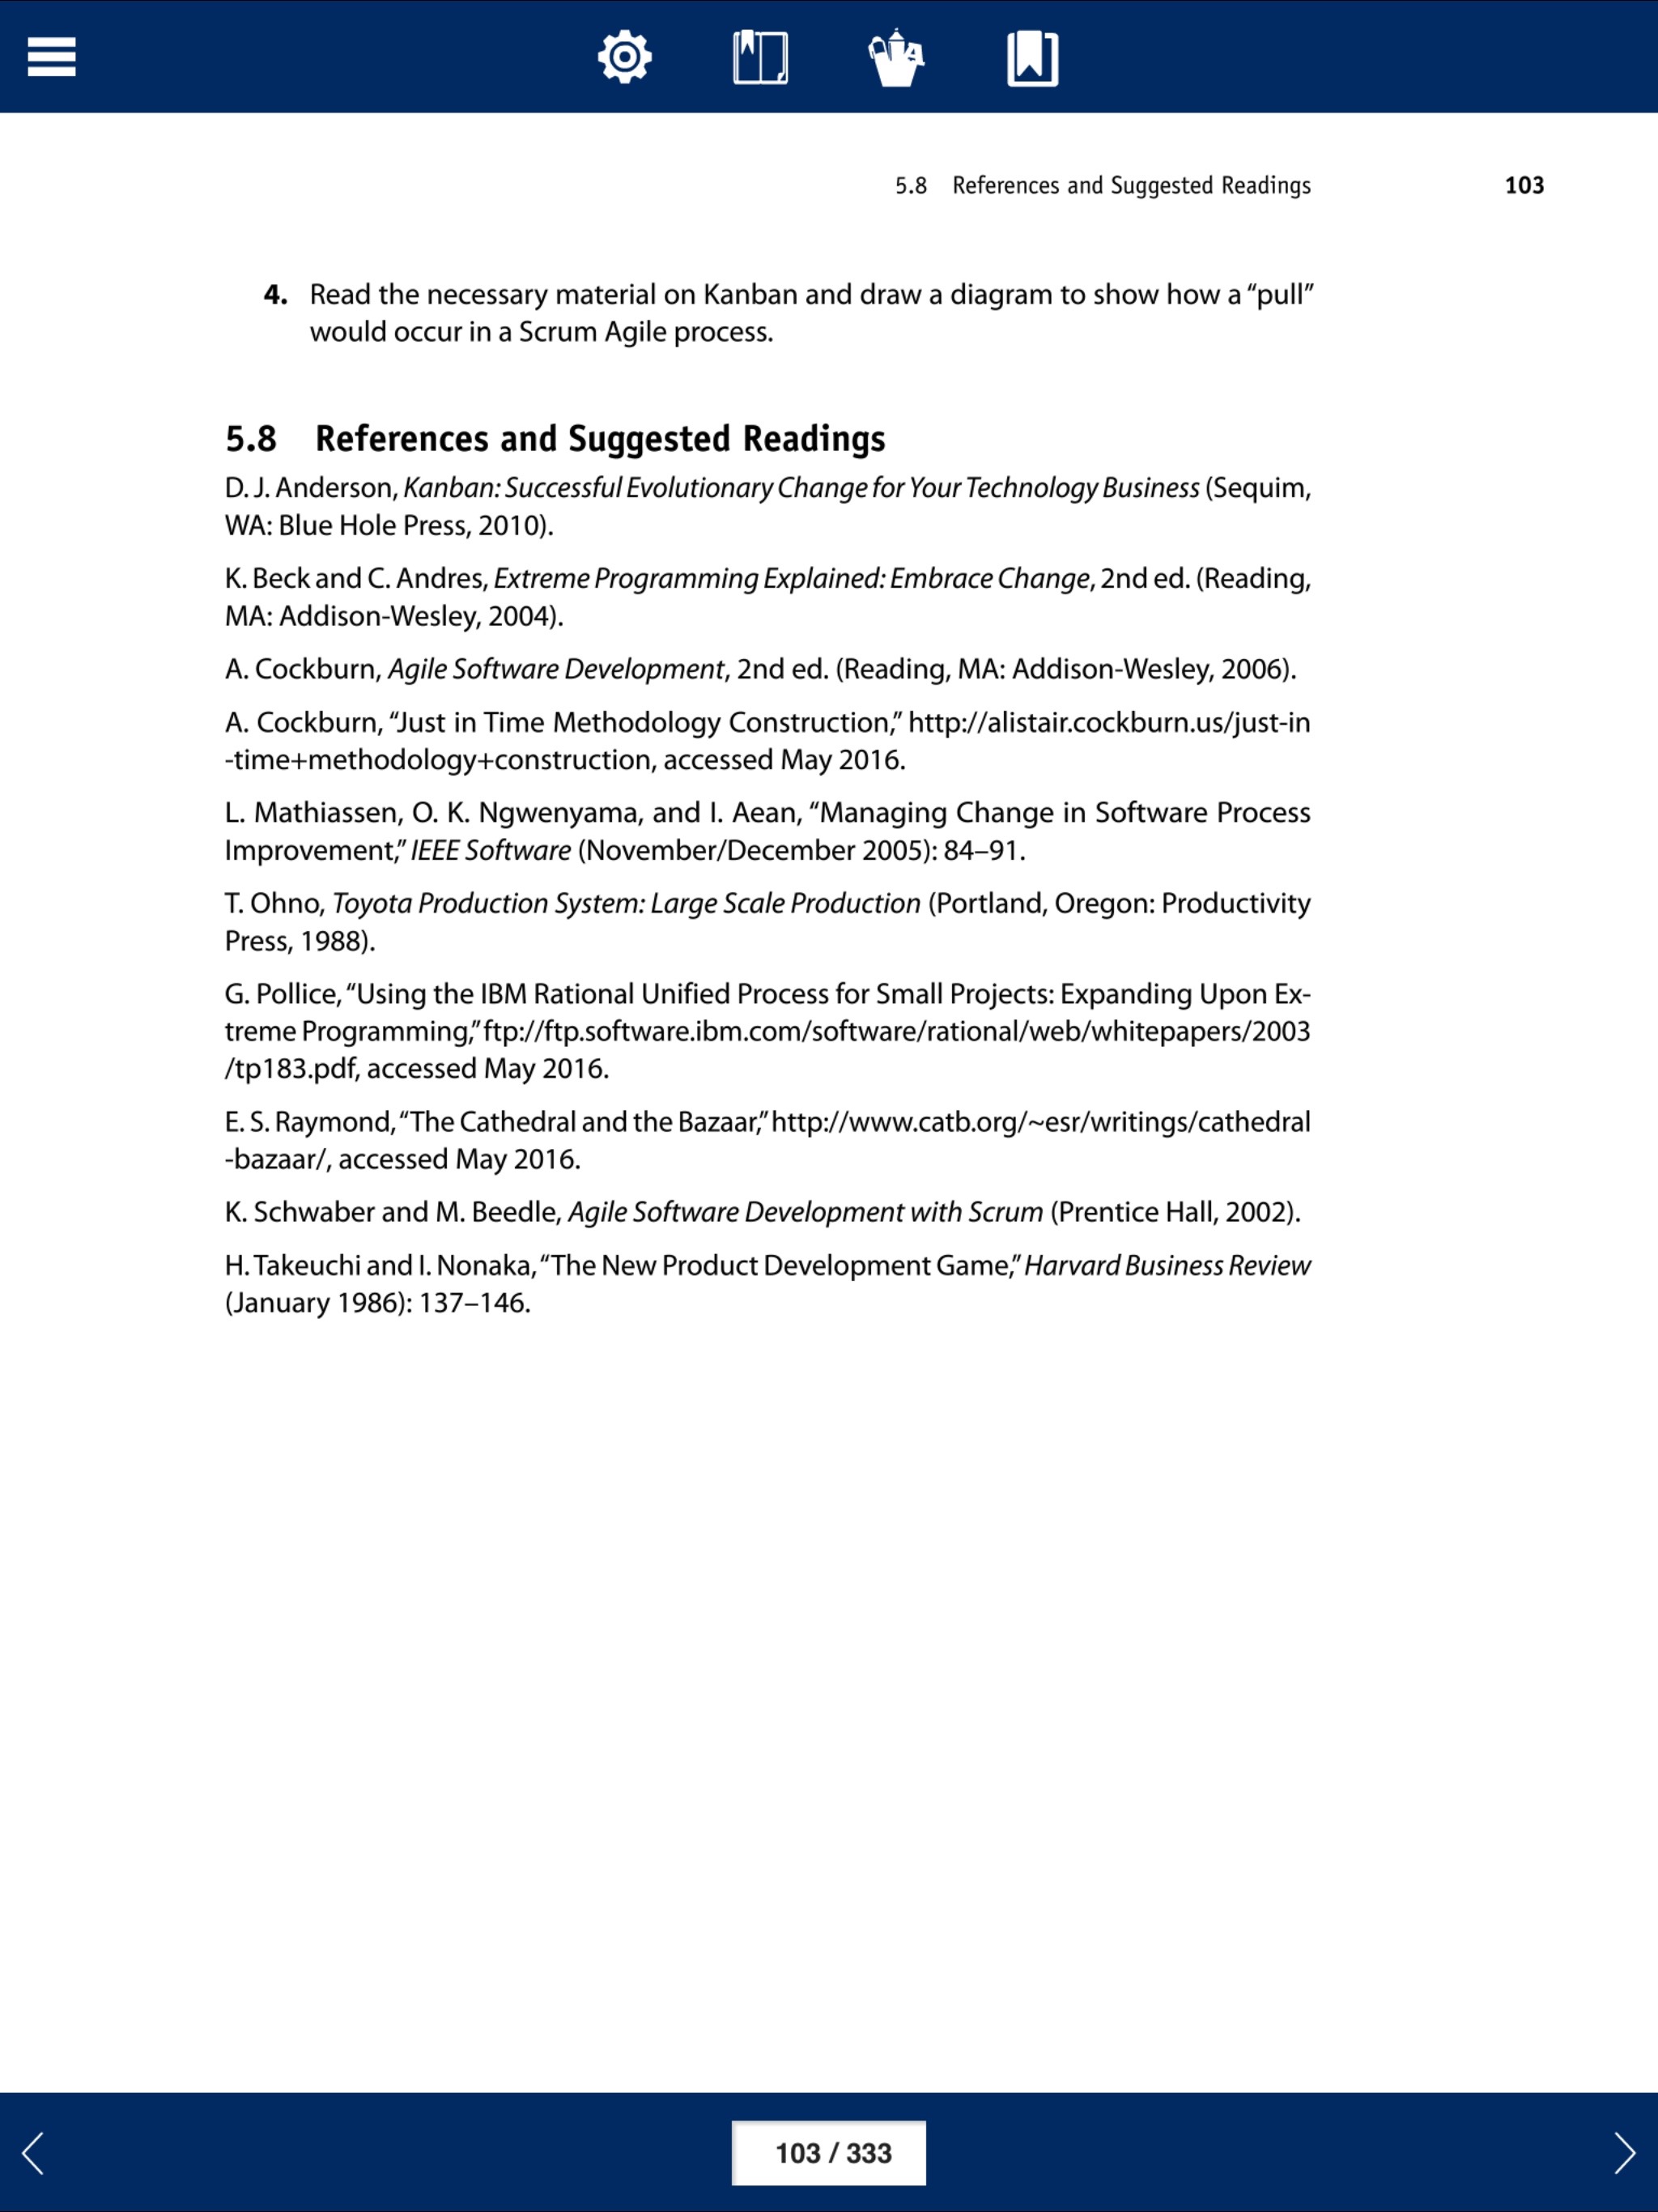 5.8 References and Suggested Readings 103
4. Read the necessary material on Kanban and draw a diagram to show how a “pull”
would occur in a Scrum Agile process.
5.8 References and Suggested Readings
D. J. Anderson, Kanban: Successful Evolutionary Change for Your Technology Business (Sequim,
WA: Blue Hole Press, 2010).
K. Beck and C. Andres, Extreme Programming Explained: Embrace Change, 2nd ed. (Reading,
MA: Addison-Wesley, 2004).
A. Cockburn, Agile Software Development, 2nd ed. (Reading, MA: Addison-Wesley, 2006).
A. Cockburn, “Just in Time Methodology Construction,” http://alistair.cockburn.us/just-in
-time+methodology+construction, accessed May 2016.
L. Mathiassen, O. K. Ngwenyama, and I. Aean, “Managing Change in Software Process
Improvement,” IEEE Software (November/December 2005): 84–91.
T. Ohno, Toyota Production System: Large Scale Production (Portland, Oregon: Productivity
Press, 1988).
G. Pollice, “Using the IBM Rational Unified Process for Small Projects: Expanding Upon Ex-
treme Programming,” ftp://ftp.software.ibm.com/software/rational/web/whitepapers/2003
/tp183.pdf, accessed May 2016.
E. S. Raymond, “The Cathedral and the Bazaar,” http://www.catb.org/~esr/writings/cathedral
-bazaar/, accessed May 2016.
K. Schwaber and M. Beedle, Agile Software Development with Scrum (Prentice Hall, 2002).
H. Takeuchi and I. Nonaka, “The New Product Development Game,” Harvard Business Review
(January 1986): 137–146.
103 / 333